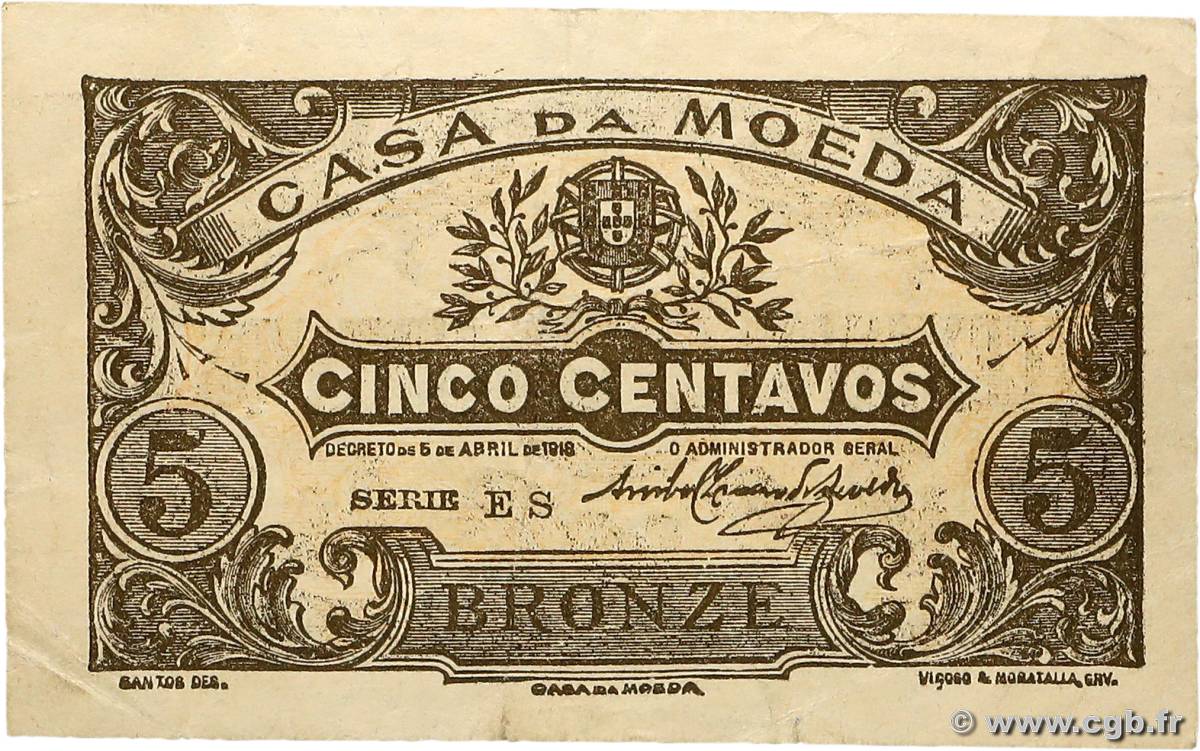 CASA DA MOEDA
CINCO CENTAVOS
DECRETO DE 5 DE ABRIL DE 1918
O ADMINISTRADOR GERAL
SERIE ES
5
5
BRONZE
SANTOS DES.
CASA DA MOEDA
VIÇOSO & MORATALLA, GRV.
© www.cgb.fr